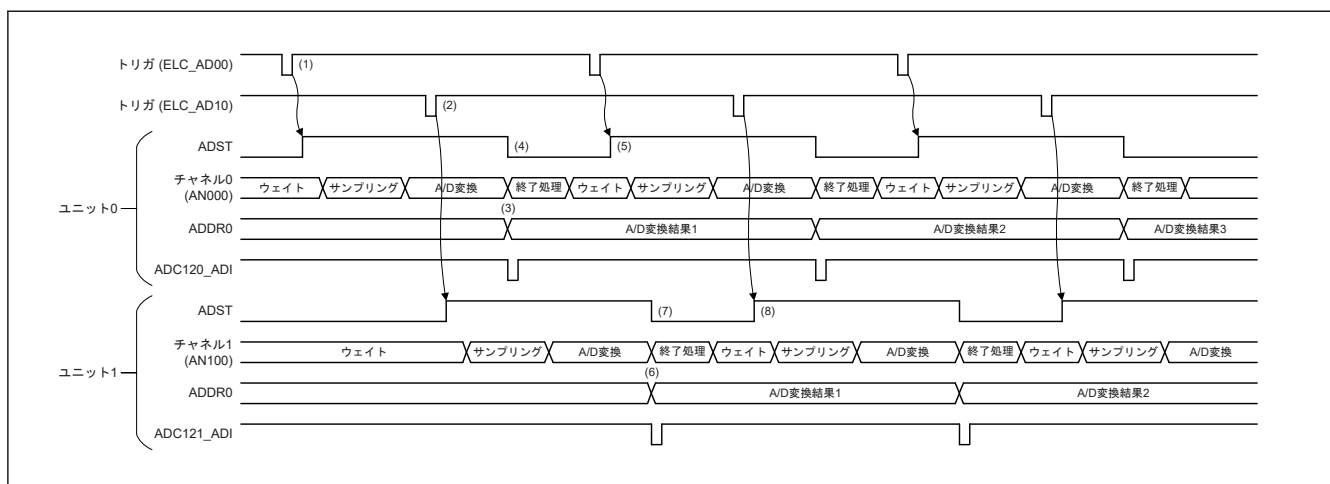 トリガ (ELC_AD00)
(1)
トリガ (ELC_AD10)
(2)
ユニット0
ADST
(4)
(5)
チャネル0
(AN000)
ウェイト サンプリング A/D変換 終了処理 ウェイト サンプリング A/D変換 終了処理 ウェイト サンプリング A/D変換 終了処理
(3)
ADDR0
A/D変換結果1 A/D変換結果2 A/D変換結果3
ADC120_ADI
ユニット1
ADST
(7)
(8)
チャネル1
(AN100)
ウェイト サンプリング A/D変換 終了処理 ウェイト サンプリング A/D変換 終了処理 ウェイト サンプリング A/D変換
(6)
ADDR0
A/D変換結果1 A/D変換結果2
ADC121_ADI